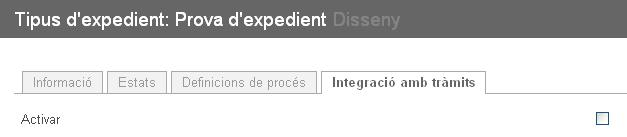 Tipus d'expedient: Prova d'expedient Disseny
Informació Estats Definicions de procés Integració amb tràmits
Activar